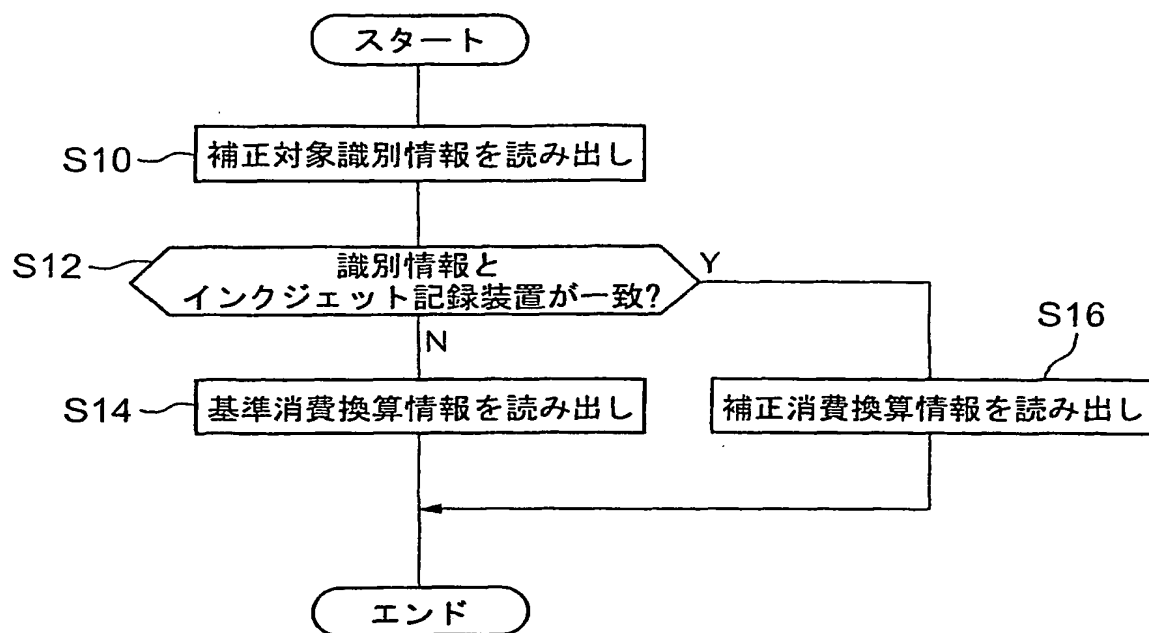 スタート
S10
補正対象識別情報を読み出し
S12
識別情報と
インクジェット記録装置が一致?
Y
N
S16
S14
基準消費換算情報を読み出し
補正消費換算情報を読み出し
エンド